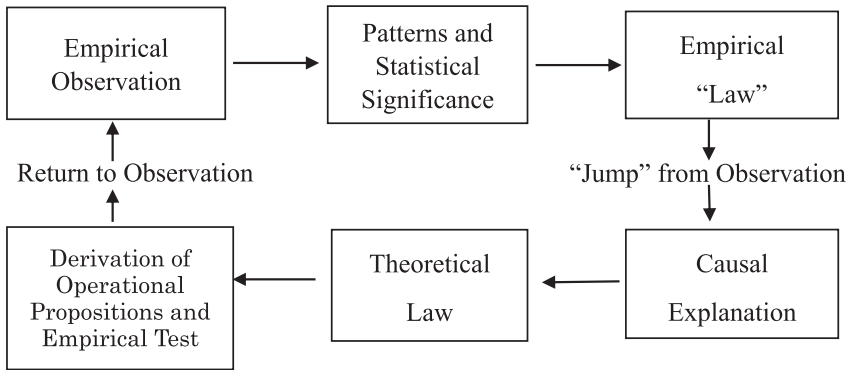 Empirical
Observation
Patterns and
Statistical
Significance
Empirical
“Law”
Return to Observation
“Jump” from Observation
Derivation of
Operational
Propositions and
Empirical Test
Theoretical
Law
Causal
Explanation